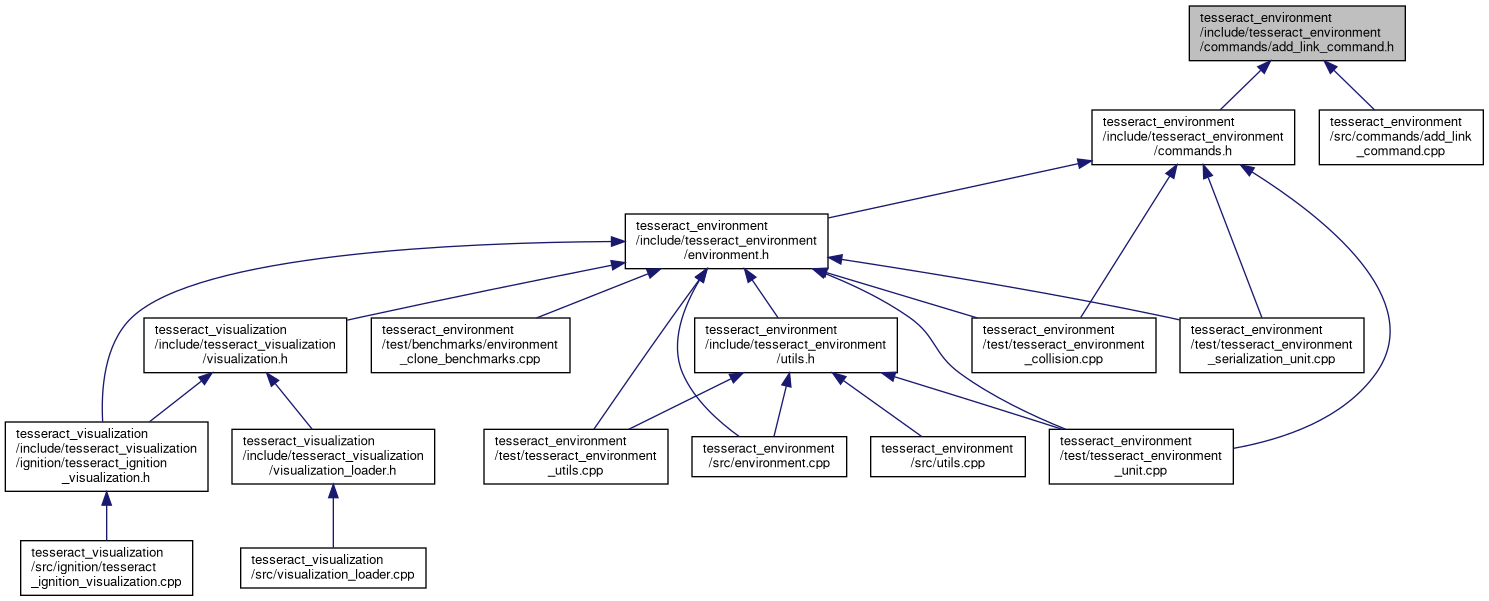 tesseract_environment
/include/tesseract_environment
/commands/add_link_command.h
tesseract_environment
/include/tesseract_environment
/commands.h
tesseract_environment
/src/commands/add_link
_command.cpp
tesseract_environment
/include/tesseract_environment
/environment.h
tesseract_visualization
/include/tesseract_visualization
/visualization.h
tesseract_environment
/test/benchmarks/environment
_clone_benchmarks.cpp
tesseract_environment
/include/tesseract_environment
/utils.h
tesseract_environment
/test/tesseract_environment
_collision.cpp
tesseract_environment
/test/tesseract_environment
_serialization_unit.cpp
tesseract_visualization
/include/tesseract_visualization
/ignition/tesseract_ignition
_visualization.h
tesseract_visualization
/include/tesseract_visualization
/visualization_loader.h
tesseract_environment
/test/tesseract_environment
_utils.cpp
tesseract_environment
/src/environment.cpp
tesseract_environment
/src/utils.cpp
tesseract_environment
/test/tesseract_environment
_unit.cpp
tesseract_visualization
/src/ignition/tesseract
_ignition_visualization.cpp
tesseract_visualization
/src/visualization_loader.cpp